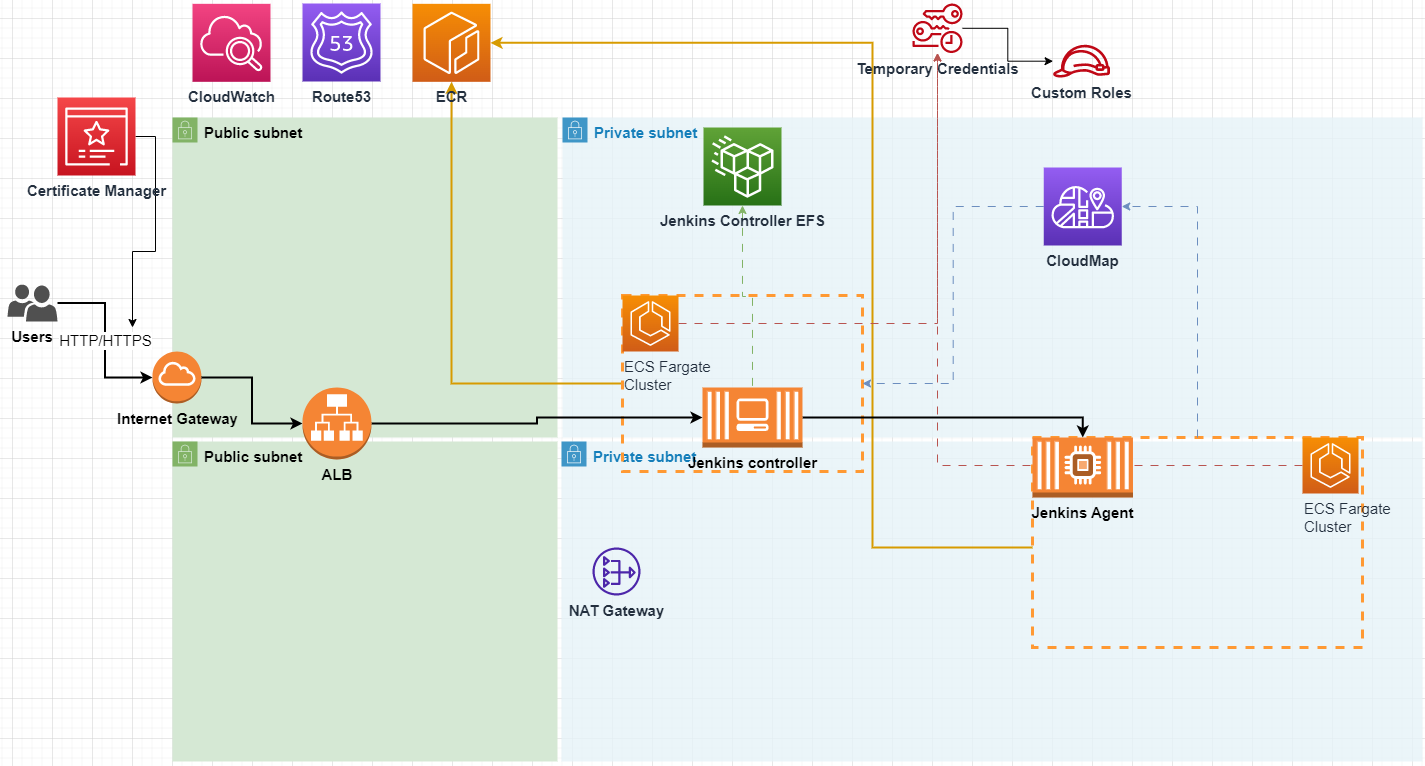 53
CloudWatch
Route53
ECR
Temporary Credentials
Custom Roles
Certificate Manager
Public subnet
Private subnet
Jenkins Controller EFS
CloudMap
Users
HTTP/HTTPS
Internet Gateway
ECS Fargate
Cluster
ALB
Public subnet
Private subnet
Jenkins controller
Jenkins Agent
ECS Fargate
Cluster
NAT Gateway